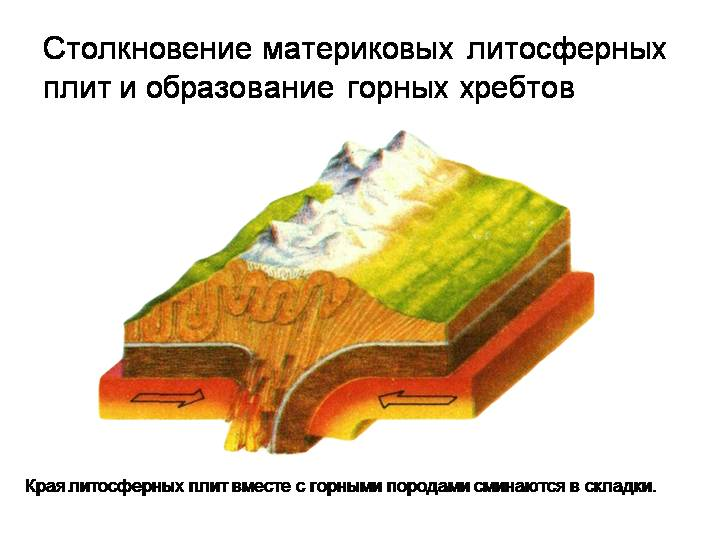 Столкновение материковых литосферных
плит и образование горных хребтов
Края литосферных плит вместе с горными породами сминаются в складки.